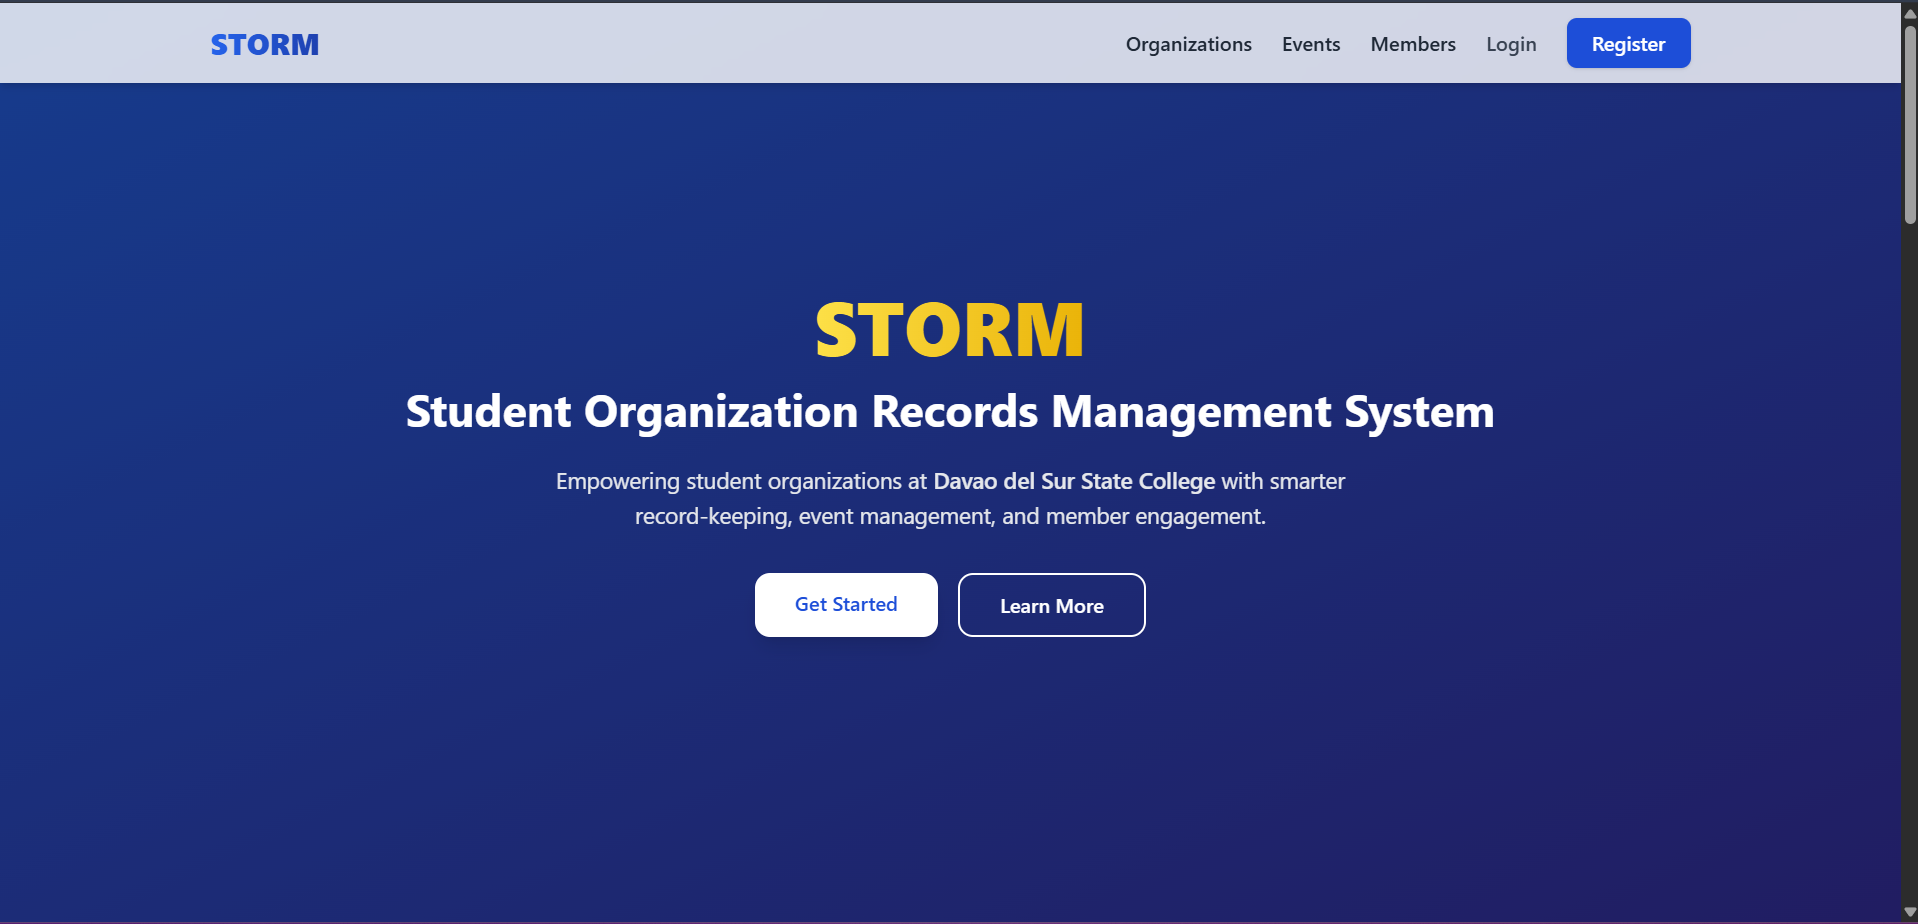 STORM
Organizations
Events
Members
Login
Register
STORM
Student Organization Records Management System
Empowering student organizations at Davao del Sur State College with smarter
record-keeping, event management, and member engagement.
Get Started
Learn More